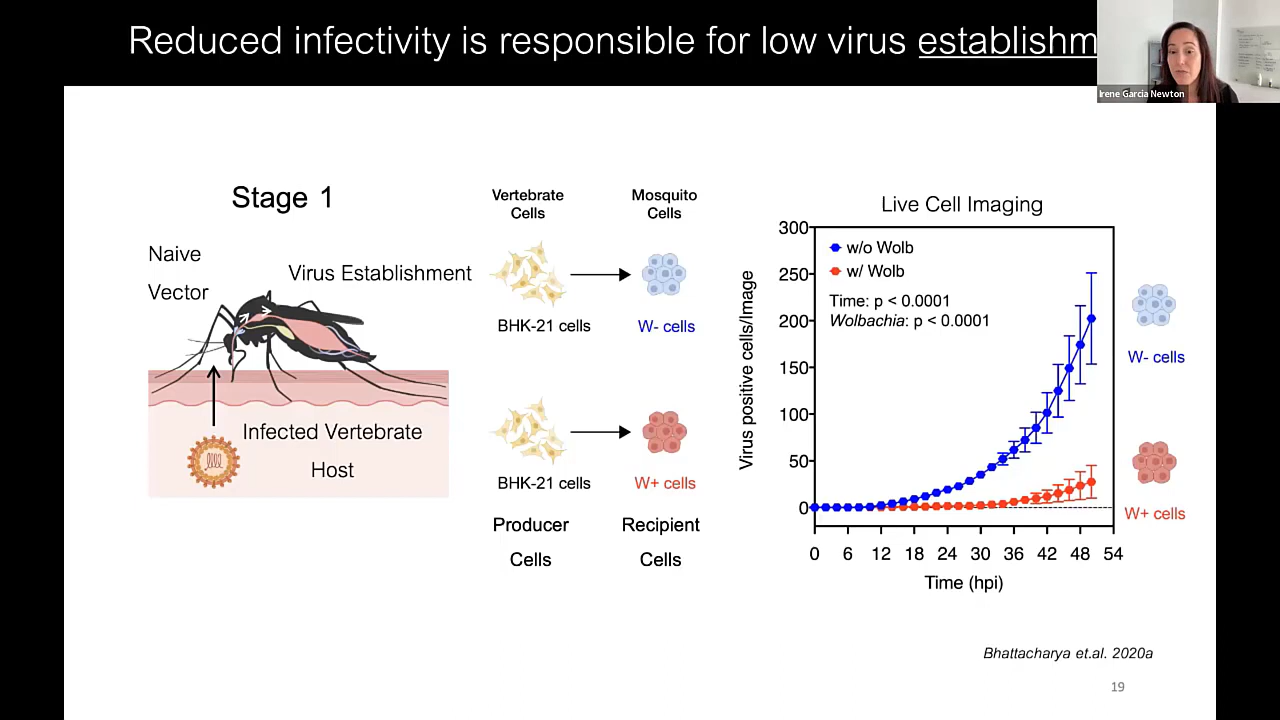 Reduced infectivity is responsible for low virus establishm
Irene Garcia Newton
Stage 1
Naive
Vector
Virus Establishment
Infected Vertebrate
Host
Vertebrate
Cells
Mosquito
Cells
BHK-21 cells
W- cells
BHK-21 cells
W+ cells
Producer
Cells
Recipient
Cells
Live Cell Imaging
w/o Wolb
w/ Wolb
Time: p < 0.0001
Wolbachia: p < 0.0001
Virus positive cells/Image
300
250
200
150
100
50
0
0 6 12 18 24 30 36 42 48 54
Time (hpi)
W- cells
W+ cells
Bhattacharya et.al. 2020a
19